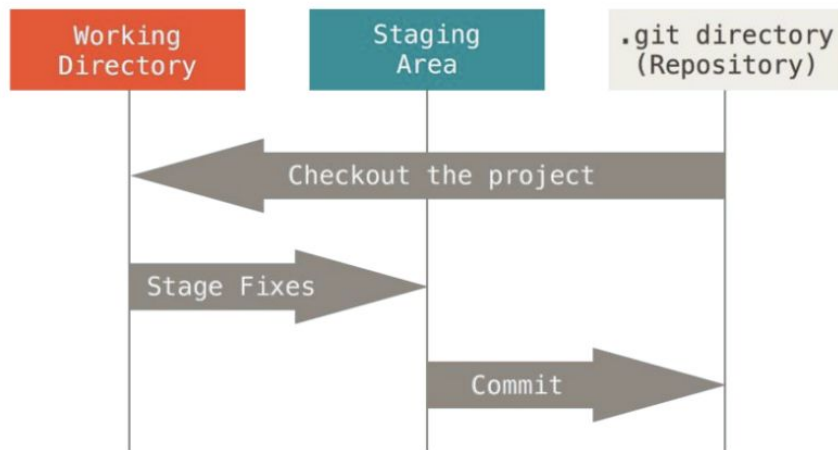 Working
Directory
Staging
Area
.git directory
(Repository)
Checkout the project
Stage Fixes
Commit